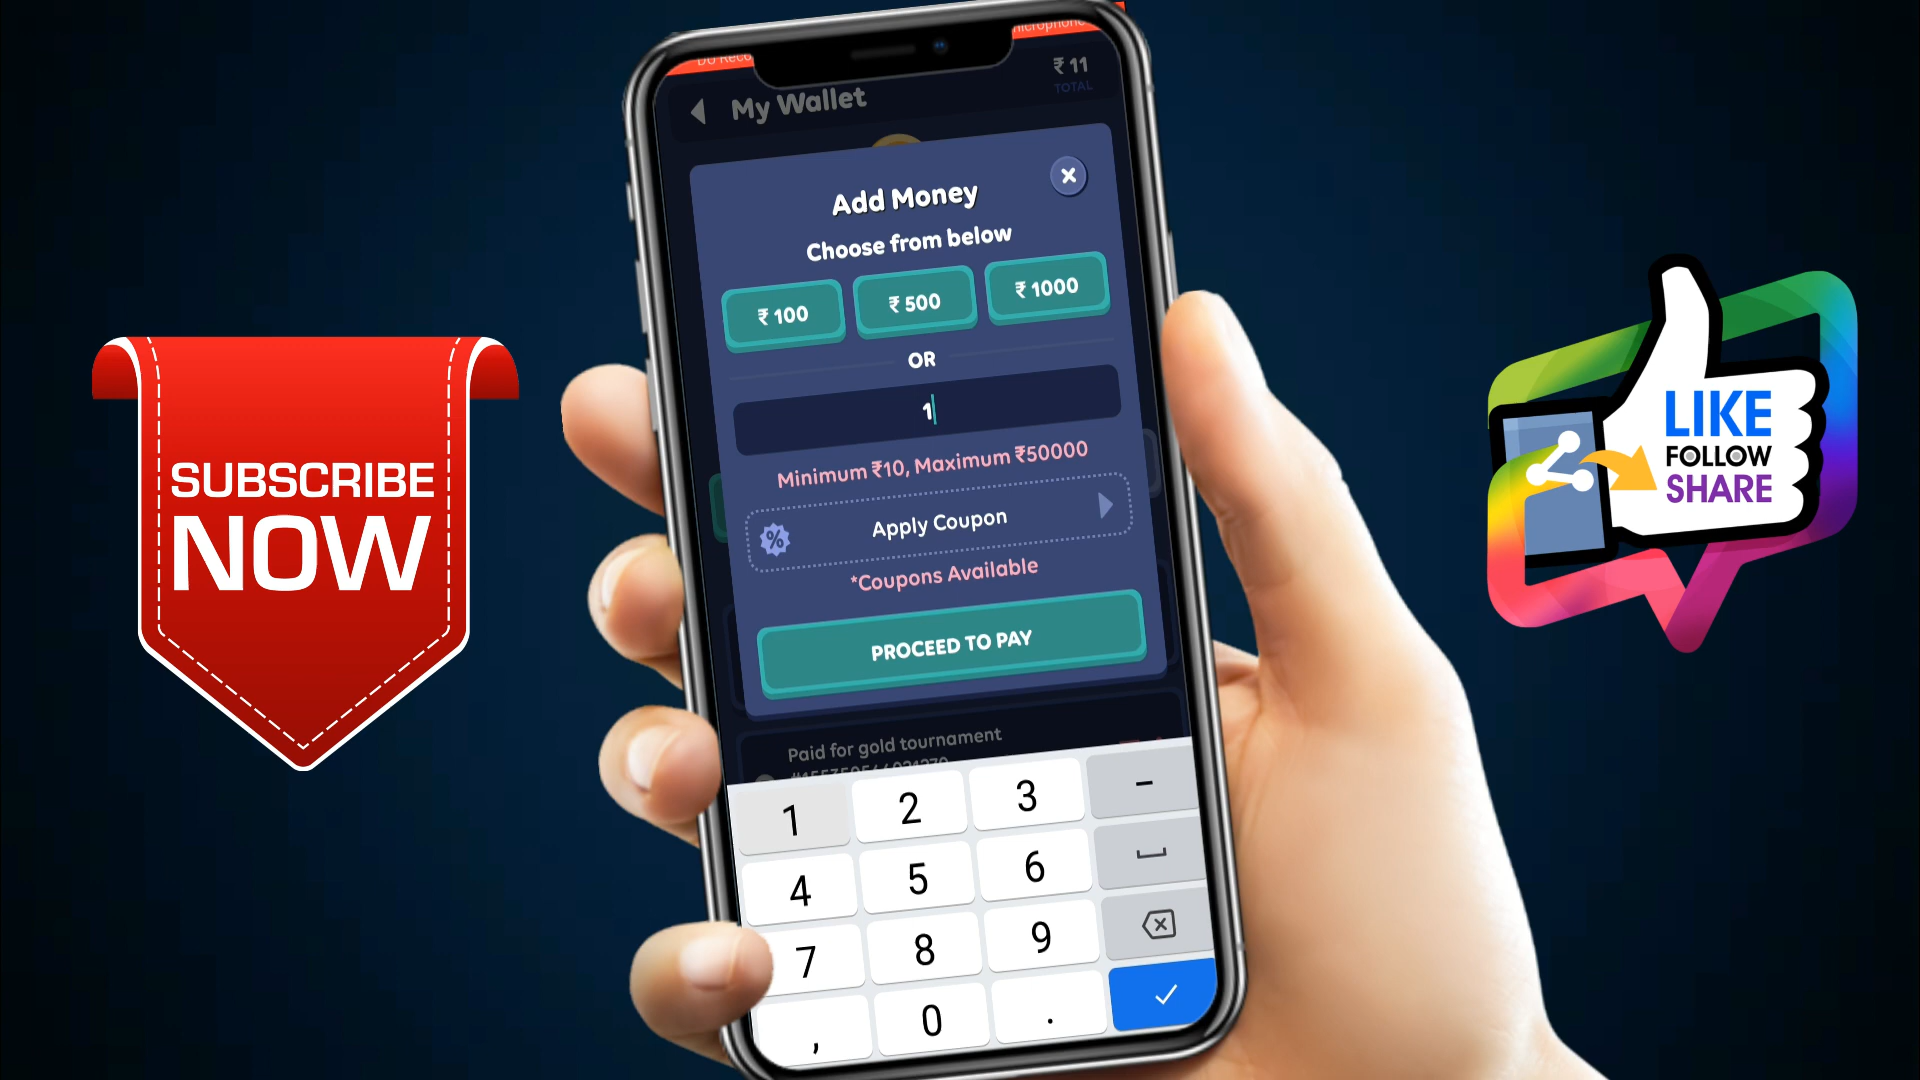 icrophone
₹ 11
TOTAL
My Wallet
Add Money
Choose from below
₹ 100
₹ 500
₹ 1000
OR
1
Minimum ₹10, Maximum ₹50000
Apply Coupon
*Coupons Available
PROCEED TO PAY
Paid for gold tournament
1 2 3 -
4 5 6
7 8 9
, 0 .
SUBSCRIBE
NOW
LIKE
FOLLOW
SHARE